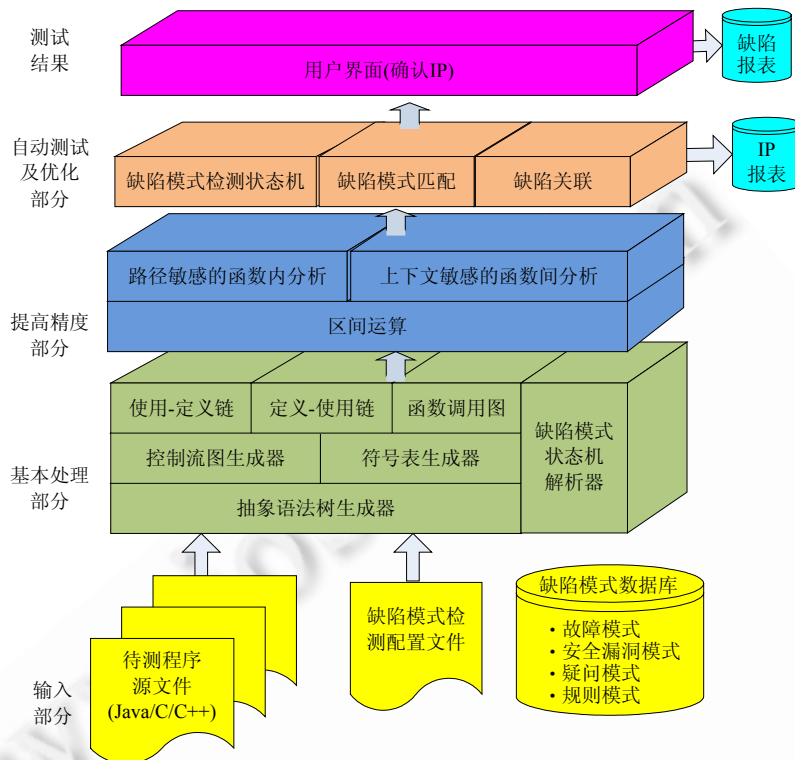 测试
结果
用户界面(确认IP)
缺陷
报表
自动测试
及优化
部分
缺陷模式检测状态机
缺陷模式匹配
缺陷关联
IP
报表
提高精度
部分
路径敏感的函数内分析
上下文敏感的函数间分析
区间运算
基本处理
部分
使用-定义链
定义-使用链
函数调用图
控制流图生成器
符号表生成器
抽象语法树生成器
缺陷模式
状态机
解析器
输入
部分
待测程序
源文件
(Java/C/C++)
缺陷模式检
测配置文件
缺陷模式数据库
·故障模式
·安全漏洞模式
·疑问模式
·规则模式